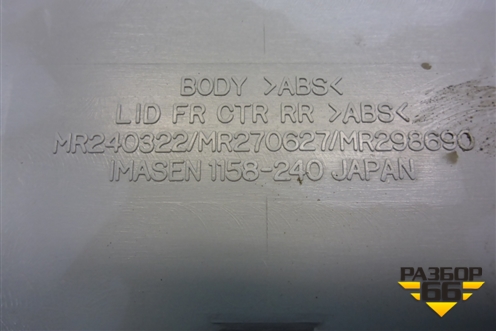 BODY >ABS<
LID FR CTR RR >ABS<
MR240322/MR270627/MR298690
IMASEN 1158-240 JAPAN
РАЗБОР
66